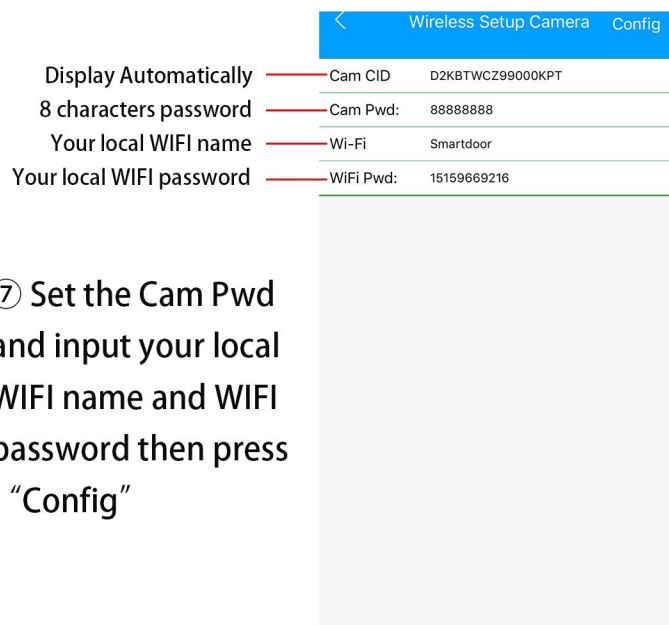 Wireless Setup Camera Config
Display Automatically Cam CID D2KBTWCZ99000KPT
8 characters password Cam Pwd: 88888888
Your local WIFI name Wi-Fi Smartdoor
Your local WIFI password WiFi Pwd: 15159669216
⑦ Set the Cam Pwd
and input your local
WIFI name and WIFI
password then press
“Config”